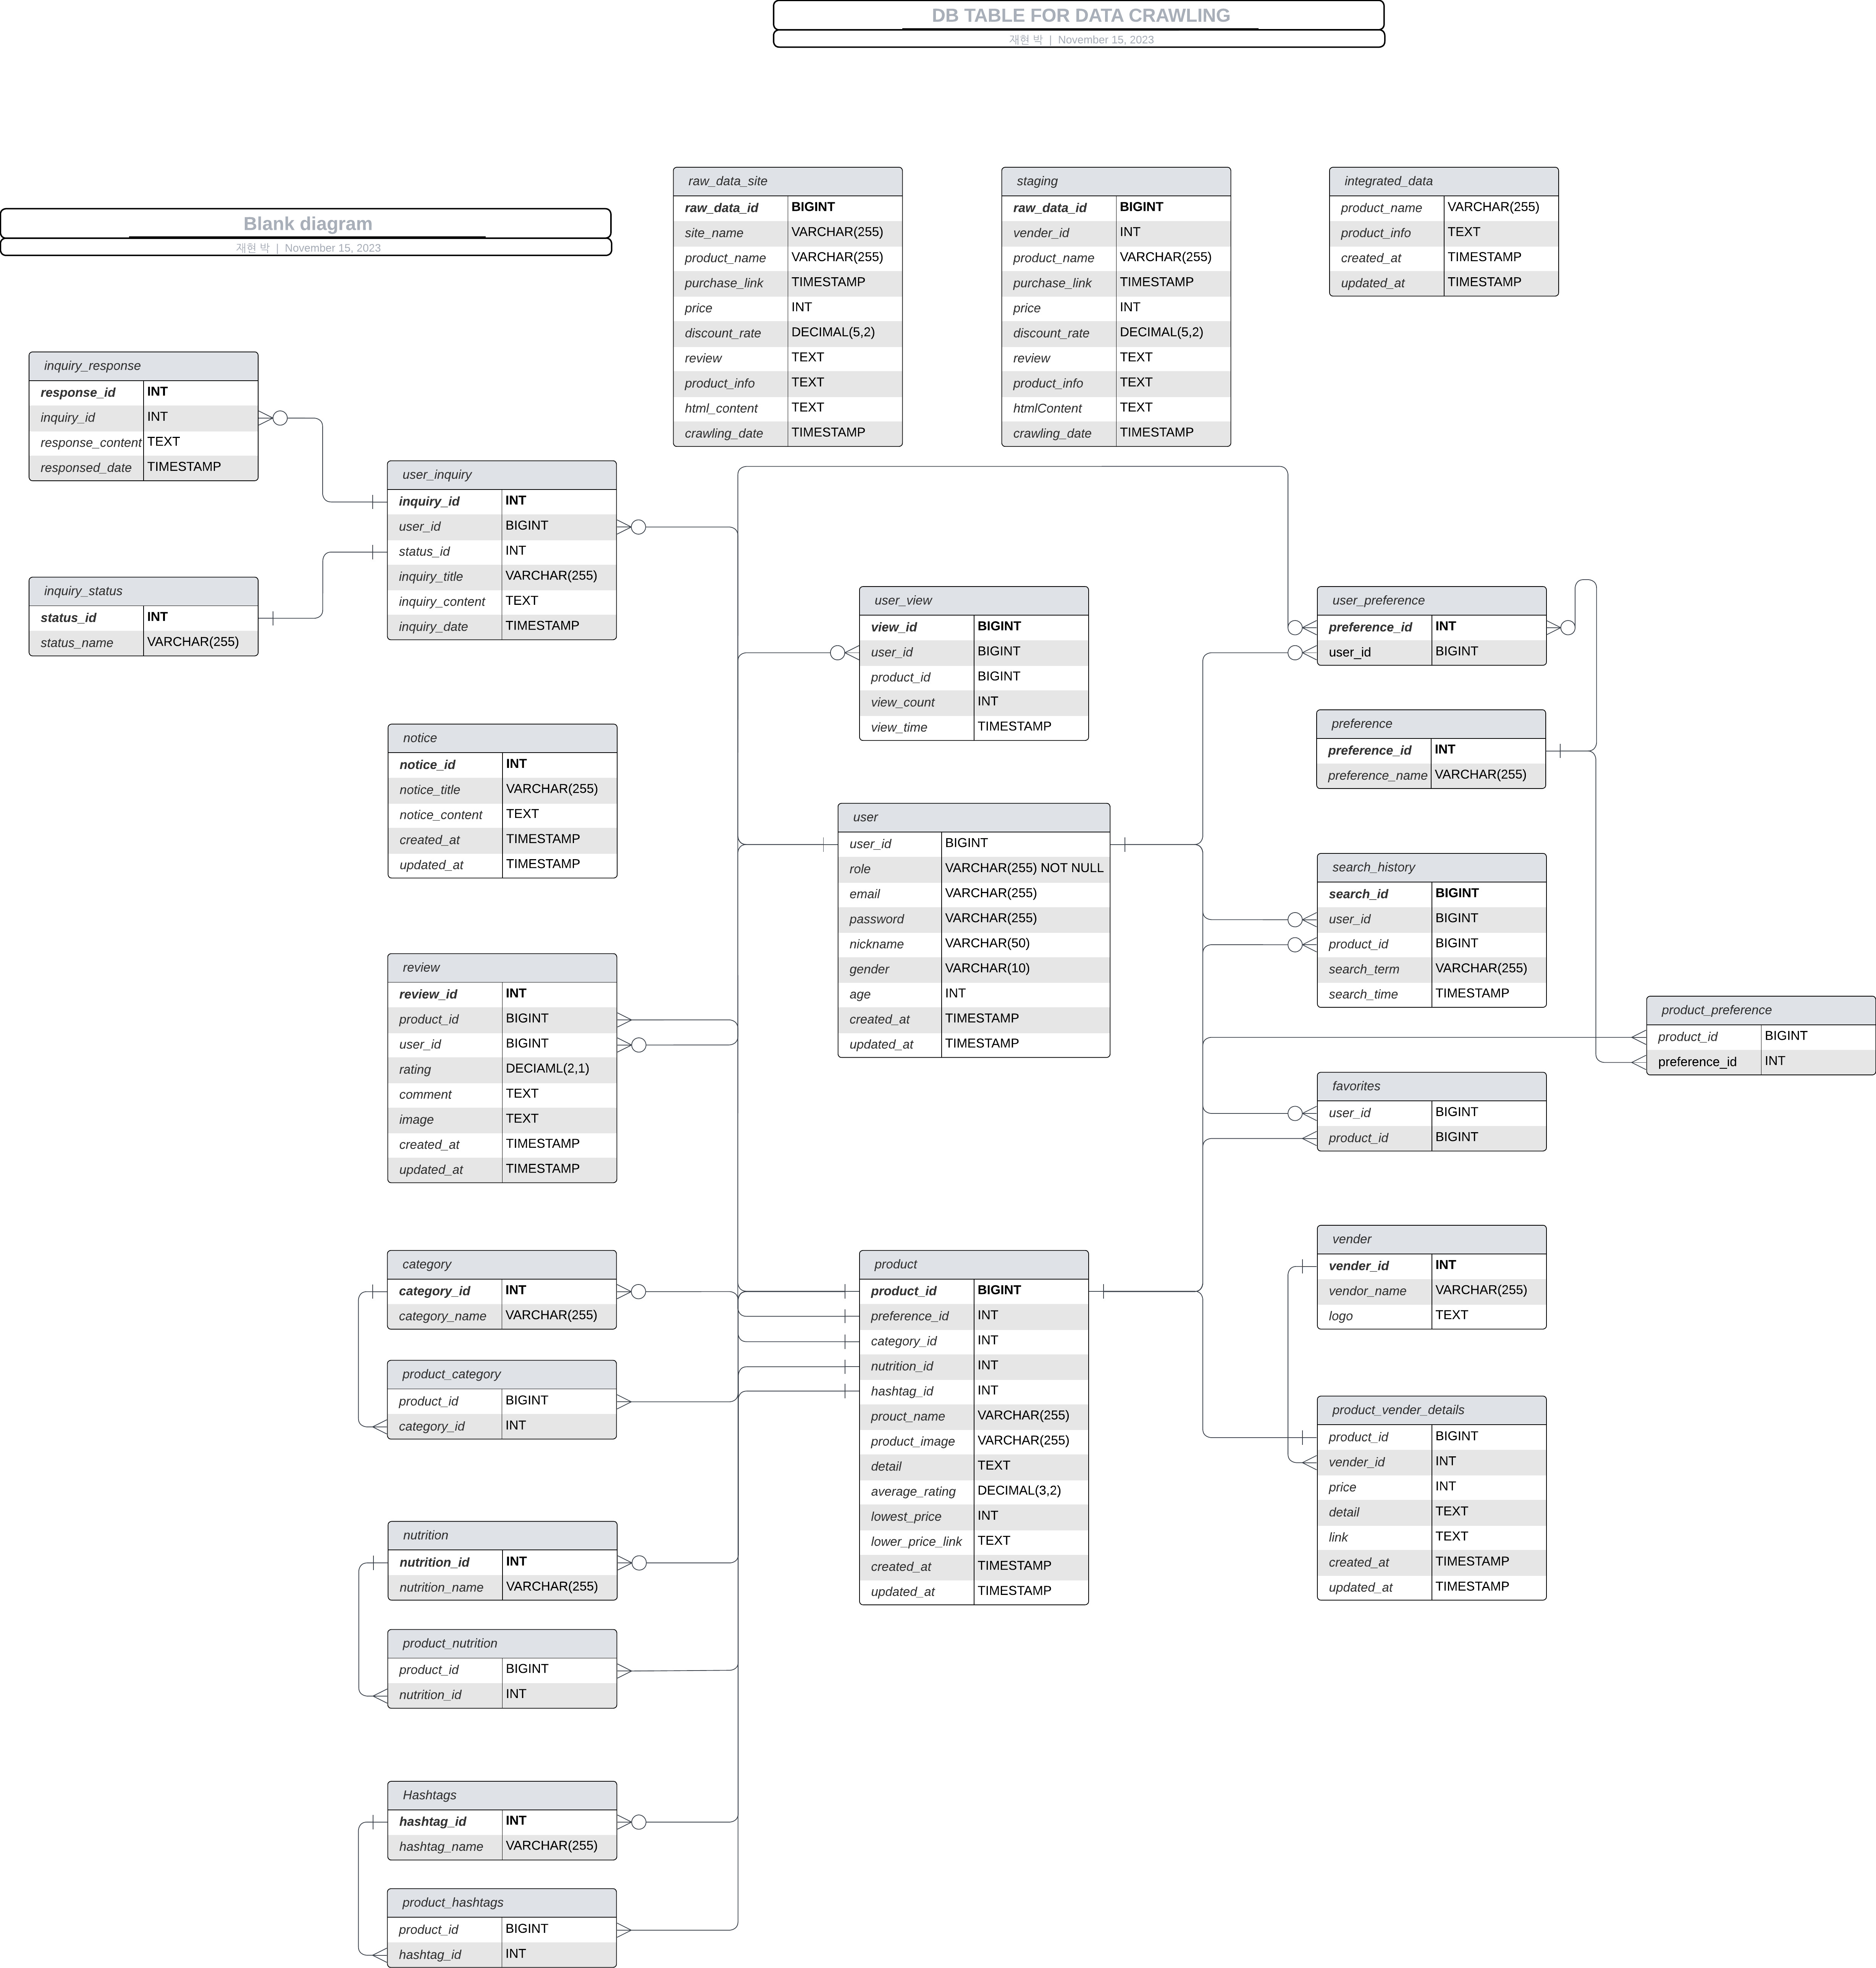 DB TABLE FOR DATA CRAWLING
재현 박 | November 15, 2023
Blank diagram
재현 박 | November 15, 2023
raw_data_site
raw_data_id BIGINT
site_name VARCHAR(255)
product_name VARCHAR(255)
purchase_link TIMESTAMP
price INT
discount_rate DECIMAL(5,2)
review TEXT
product_info TEXT
html_content TEXT
crawling_date TIMESTAMP
staging
raw_data_id BIGINT
vender_id INT
product_name VARCHAR(255)
purchase_link TIMESTAMP
price INT
discount_rate DECIMAL(5,2)
review TEXT
product_info TEXT
htmlContent TEXT
crawling_date TIMESTAMP
integrated_data
product_name VARCHAR(255)
product_info TEXT
created_at TIMESTAMP
updated_at TIMESTAMP
inquiry_response
response_id INT
inquiry_id INT
response_content TEXT
responsed_date TIMESTAMP
inquiry_status
status_id INT
status_name VARCHAR(255)
user_inquiry
inquiry_id INT
user_id BIGINT
status_id INT
inquiry_title VARCHAR(255)
inquiry_content TEXT
inquiry_date TIMESTAMP
user_view
view_id BIGINT
user_id BIGINT
product_id BIGINT
view_count INT
view_time TIMESTAMP
user_preference
preference_id INT
user_id BIGINT
preference
preference_id INT
preference_name VARCHAR(255)
notice
notice_id INT
notice_title VARCHAR(255)
notice_content TEXT
created_at TIMESTAMP
updated_at TIMESTAMP
user
user_id BIGINT
role VARCHAR(255) NOT NULL
email VARCHAR(255)
password VARCHAR(255)
nickname VARCHAR(50)
gender VARCHAR(10)
age INT
created_at TIMESTAMP
updated_at TIMESTAMP
search_history
search_id BIGINT
user_id BIGINT
product_id BIGINT
search_term VARCHAR(255)
search_time TIMESTAMP
review
review_id INT
product_id BIGINT
user_id BIGINT
rating DECIAML(2,1)
comment TEXT
image TEXT
created_at TIMESTAMP
updated_at TIMESTAMP
product_preference
product_id BIGINT
preference_id INT
favorites
user_id BIGINT
product_id BIGINT
category
category_id INT
category_name VARCHAR(255)
product_category
product_id BIGINT
category_id INT
product
product_id BIGINT
preference_id INT
category_id INT
nutrition_id INT
hashtag_id INT
prouct_name VARCHAR(255)
product_image VARCHAR(255)
detail TEXT
average_rating DECIMAL(3,2)
lowest_price INT
lower_price_link TEXT
created_at TIMESTAMP
updated_at TIMESTAMP
vender
vender_id INT
vendor_name VARCHAR(255)
logo TEXT
product_vender_details
product_id BIGINT
vender_id INT
price INT
detail TEXT
link TEXT
created_at TIMESTAMP
updated_at TIMESTAMP
nutrition
nutrition_id INT
nutrition_name VARCHAR(255)
product_nutrition
product_id BIGINT
nutrition_id INT
Hashtags
hashtag_id INT
hashtag_name VARCHAR(255)
product_hashtags
product_id BIGINT
hashtag_id INT